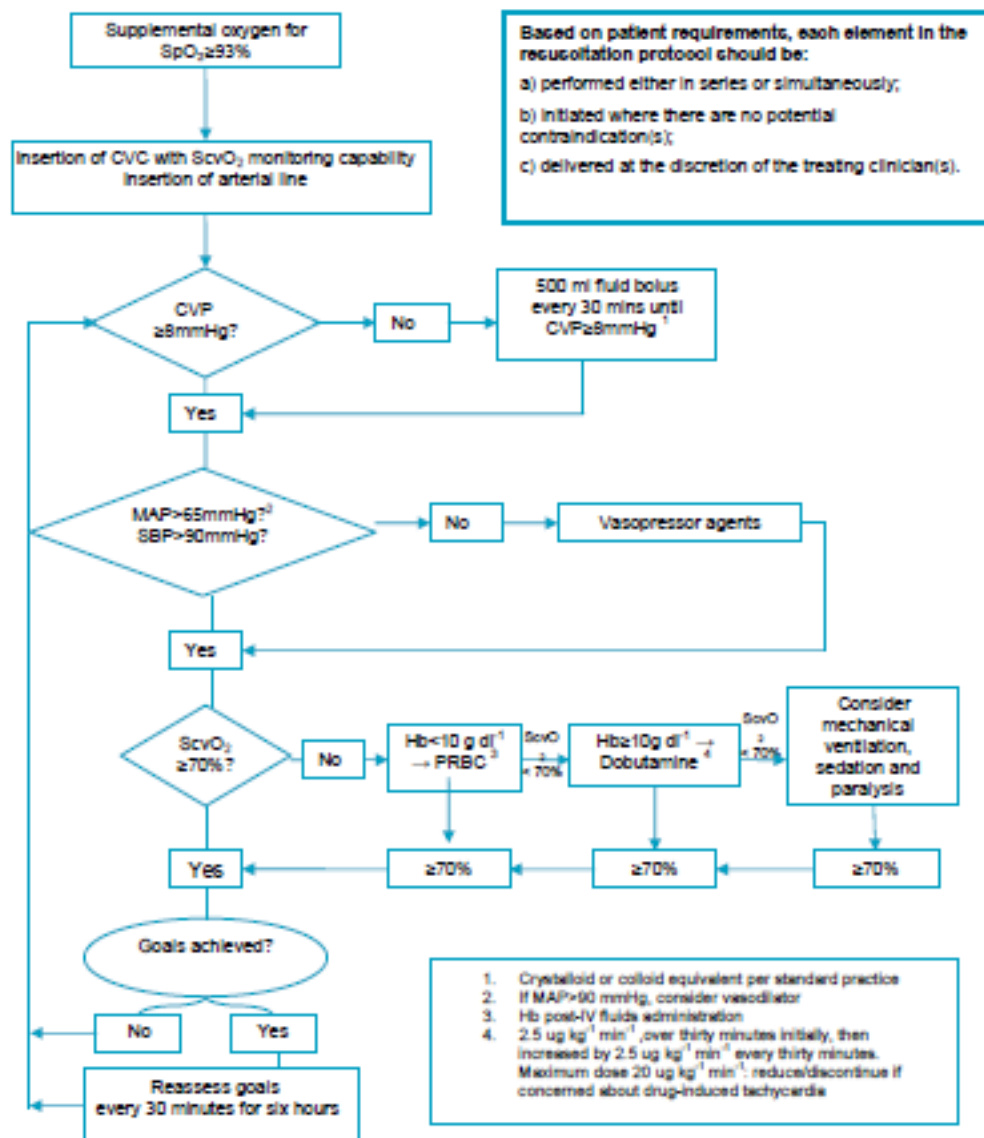 Supplemental oxygen for
SpO₂≥93%
Based on patient requirements, each element in the
resuscitation protocol should be:
a) performed either in series or simultaneously;
b) initiated where there are no potential
contraindication(s);
c) delivered at the discretion of the treating clinician(s).
Insertion of CVC with ScvO₂ monitoring capability
Insertion of arterial line
CVP
≥8mmHg?
No
500 ml fluid bolus
every 30 mins until
CVP≥8mmHg ¹
Yes
MAP>65mmHg?²
SBP>90mmHg?
No
Vasopressor agents
Yes
ScvO₂
≥70%?
No
Hb<10 g dl⁻¹
→ PRBC ³
ScvO
₂
< 70%
Hb≥10g dl⁻¹ →
Dobutamine ⁴
ScvO
₂
< 70%
Consider
mechanical
ventilation,
sedation and
paralysis
Yes
≥70%
≥70%
≥70%
Goals achieved?
No
Yes
Reassess goals
every 30 minutes for six hours
1. Crystalloid or colloid equivalent per standard practice
2. If MAP>90 mmHg, consider vasodilator
3. Hb post-IV fluids administration
4. 2.5 ug kg⁻¹ min⁻¹ ,over thirty minutes initially, then
increased by 2.5 ug kg⁻¹ min⁻¹ every thirty minutes.
Maximum dose 20 ug kg⁻¹ min⁻¹: reduce/discontinue if
concerned about drug-induced tachycardia